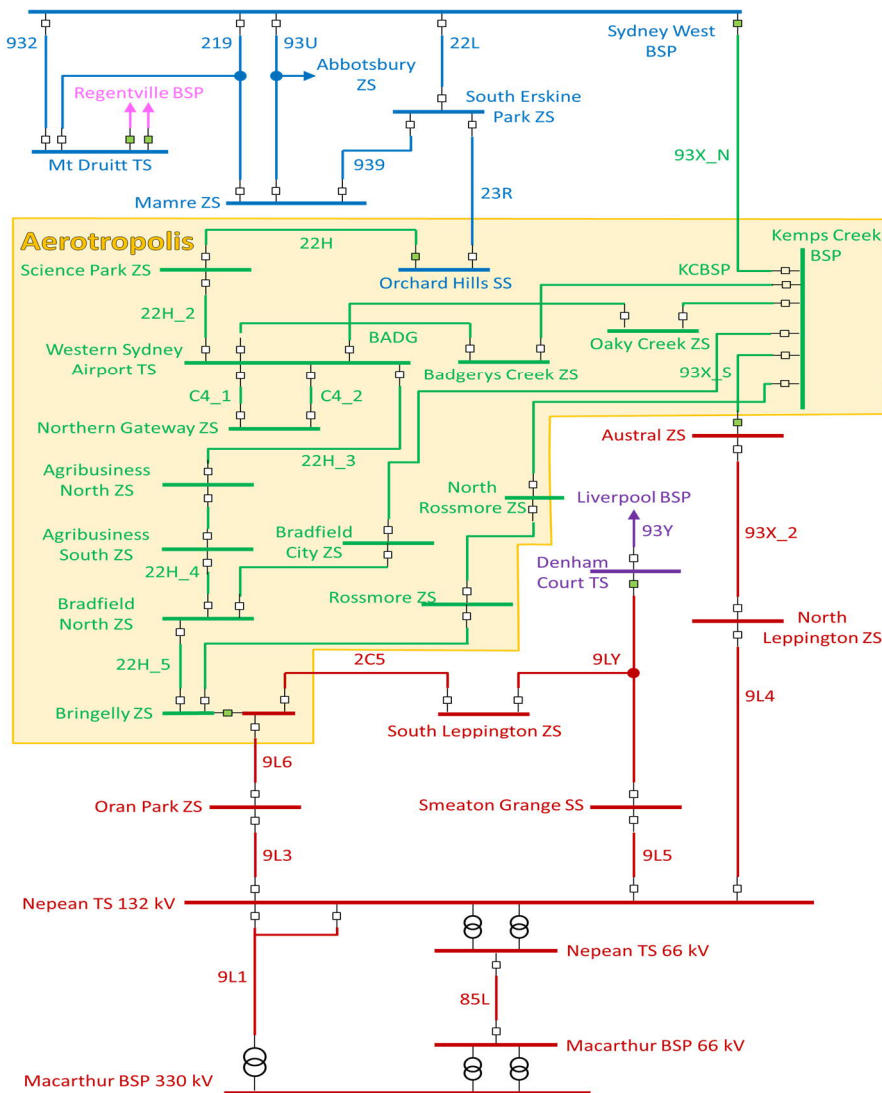 932
219
93U
22L
Sydney West
BSP
Abbotsbury
ZS
Regentville BSP
South Erskine
Park ZS
Mt Druitt TS
939
93X_N
23R
Mamre ZS
Aerotropolis
22H
Kemps Creek
BSP
Science Park ZS
KCBSP
Orchard Hills SS
22H_2
BADG
Oaky Creek ZS
Western Sydney
Airport TS
Badgerys Creek ZS
93X_S
C4_1
C4_2
Northern Gateway ZS
Austral ZS
22H_3
Agribusiness
North ZS
North
Rossmore ZS
Liverpool BSP
Agribusiness
South ZS
Bradfield
City ZS
93Y
93X_2
Denham
Court TS
22H_4
Bradfield
North ZS
Rossmore ZS
North
Leppington ZS
22H_5
2C5
9LY
9L4
Bringelly ZS
South Leppington ZS
9L6
Oran Park ZS
Smeaton Grange SS
9L3
9L5
Nepean TS 132 kV
Nepean TS 66 kV
9L1
85L
Macarthur BSP 66 kV
Macarthur BSP 330 kV